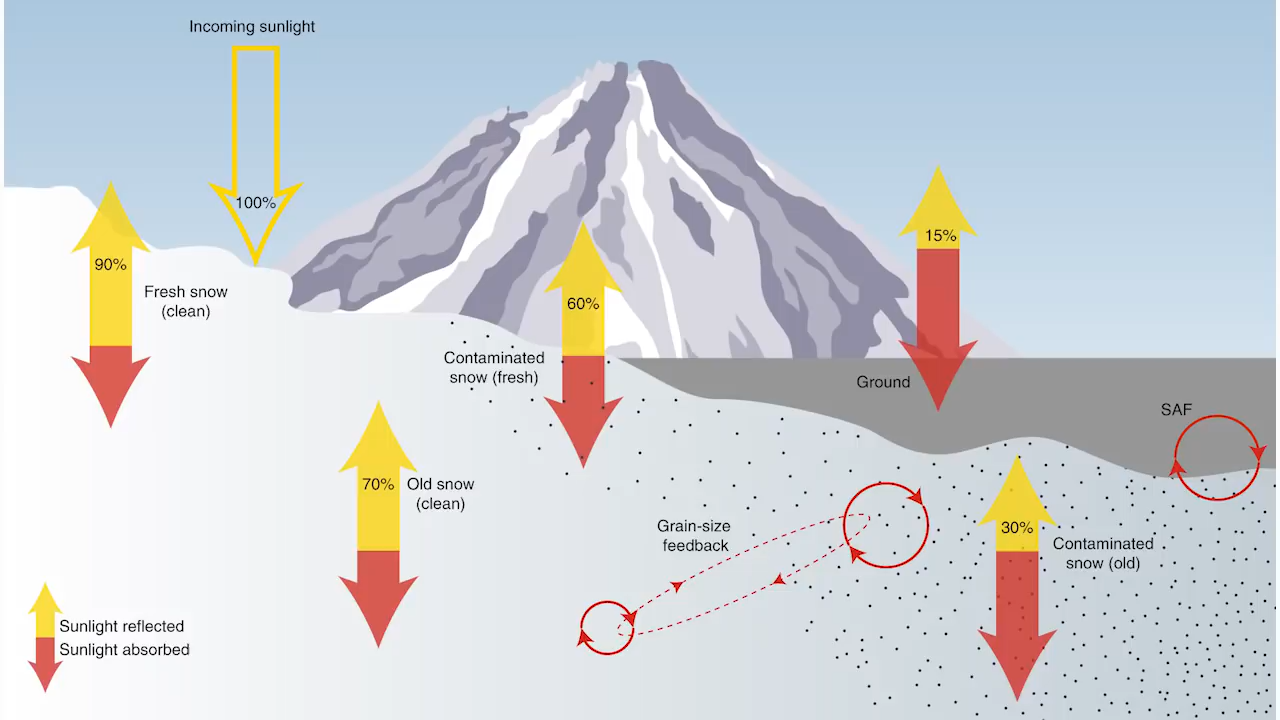 Incoming sunlight
100%
90%
Fresh snow
(clean)
15%
60%
Contaminated
snow (fresh)
Ground
SAF
70%
Old snow
(clean)
Grain-size
feedback
30%
Contaminated
snow (old)
Sunlight reflected
Sunlight absorbed